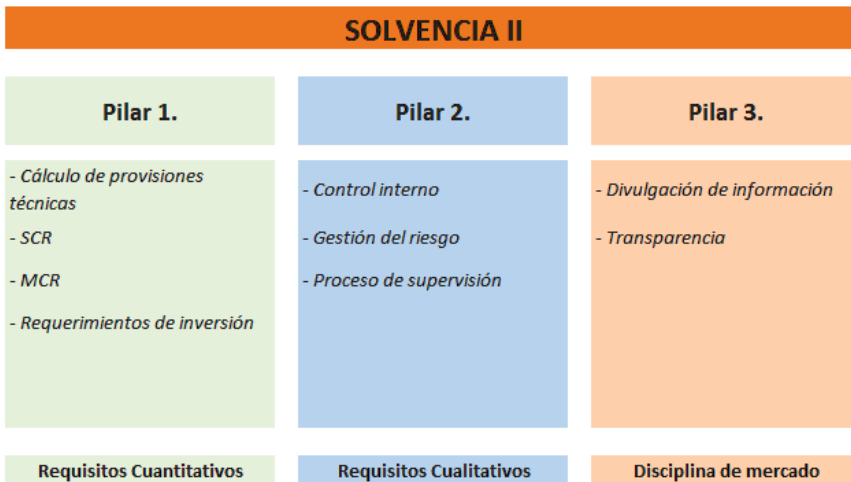 SOLVENCIA II
Pilar 1.
- Cálculo de provisiones
técnicas
- SCR
- MCR
- Requerimientos de inversión
Requisitos Cuantitativos
Pilar 2.
- Control interno
- Gestión del riesgo
- Proceso de supervisión
Requisitos Cualitativos
Pilar 3.
- Divulgación de información
- Transparencia
Disciplina de mercado